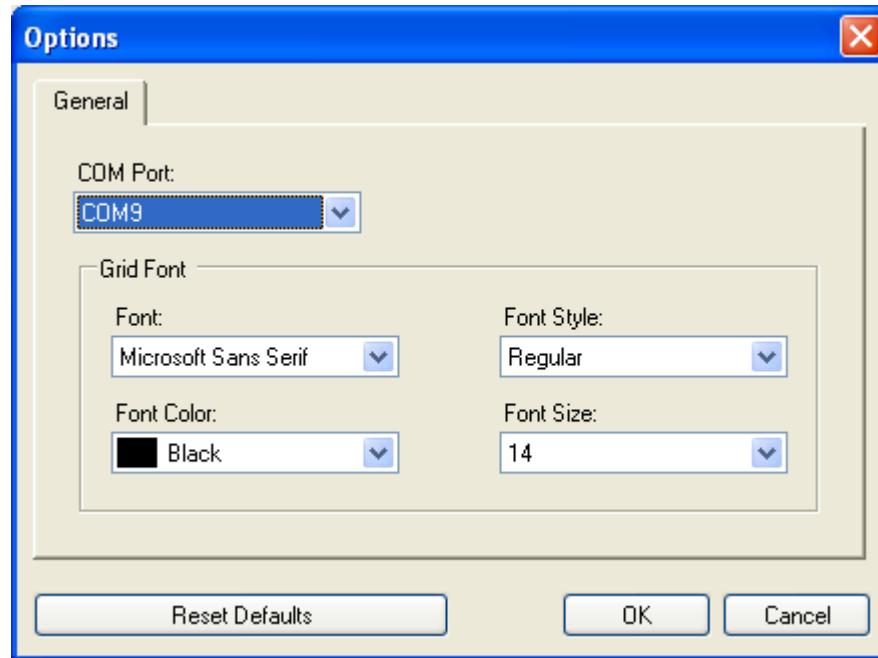 Options
General
COM Port:
COM9
Grid Font
Font:
Font Style:
Microsoft Sans Serif
Regular
Font Color:
Font Size:
Black
14
Reset Defaults
OK
Cancel